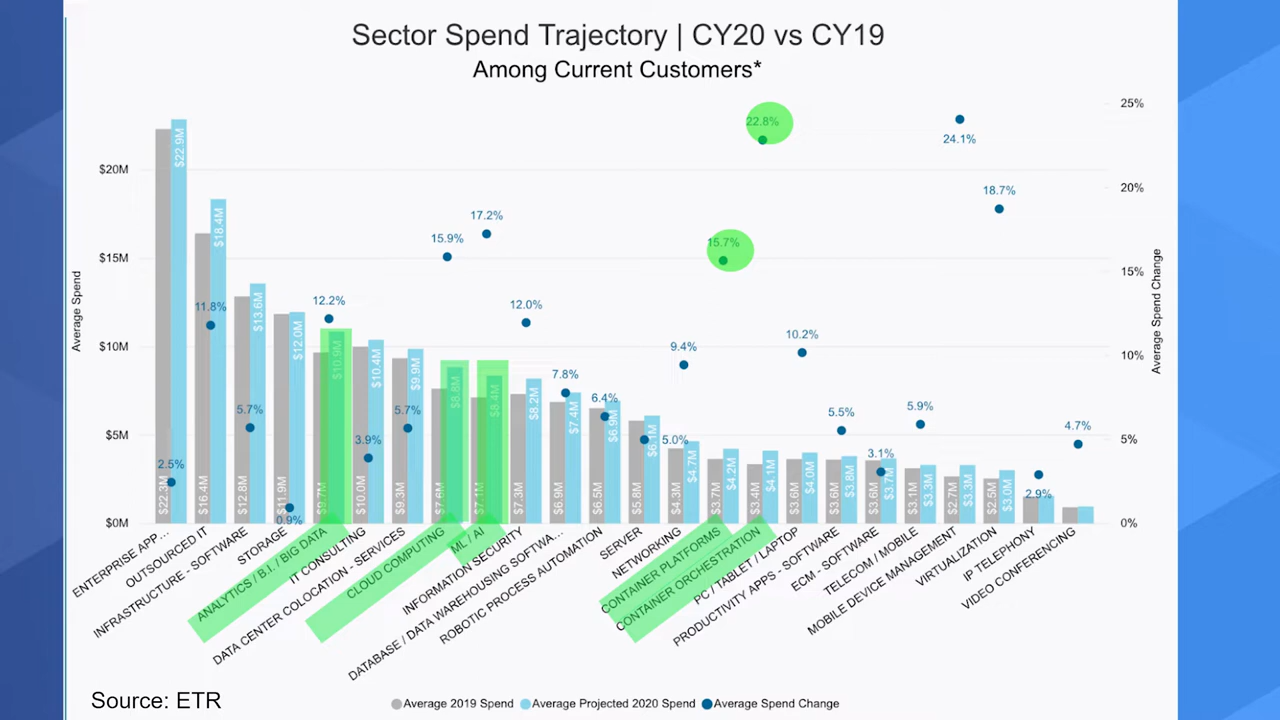 Sector Spend Trajectory | CY20 vs CY19
Among Current Customers*
25%
20%
15%
10%
5%
0%
$20M
$15M
$10M
$5M
$0M
Average Spend
Average Spend Change
2.5%
11.8%
5.7%
0.9%
12.2%
3.9%
5.7%
15.9%
17.2%
12.0%
7.8%
6.4%
5.0%
9.4%
15.7%
22.8%
10.2%
5.5%
3.1%
5.9%
24.1%
18.7%
2.9%
4.7%
$22.3M
$22.9M
$16.4M
$18.4M
$12.8M
$13.6M
$11.9M
$12.0M
$9.7M
$10.9M
$10.0M
$10.4M
$9.3M
$9.9M
$7.6M
$8.8M
$7.1M
$8.4M
$7.3M
$8.2M
$6.9M
$7.4M
$6.5M
$6.9M
$5.8M
$6.1M
$4.3M
$4.7M
$3.7M
$4.2M
$3.4M
$4.1M
$3.6M
$4.0M
$3.6M
$3.8M
$3.6M
$3.7M
$3.1M
$3.3M
$2.7M
$3.3M
$2.5M
$3.0M
ENTERPRISE APP ...
OUTSOURCED IT
INFRASTRUCTURE - SOFTWARE
STORAGE
ANALYTICS / B.I. / BIG DATA
IT CONSULTING
DATA CENTER COLOCATION - SERVICES
CLOUD COMPUTING
ML / AI
INFORMATION SECURITY
DATABASE / DATA WAREHOUSING SOFTWA...
ROBOTIC PROCESS AUTOMATION
SERVER
NETWORKING
CONTAINER PLATFORMS
CONTAINER ORCHESTRATION
PC / TABLET / LAPTOP
PRODUCTIVITY APPS - SOFTWARE
ECM - SOFTWARE
TELECOM / MOBILE
MOBILE DEVICE MANAGEMENT
VIRTUALIZATION
IP TELEPHONY
VIDEO CONFERENCING
Source: ETR
Average 2019 Spend
Average Projected 2020 Spend
Average Spend Change